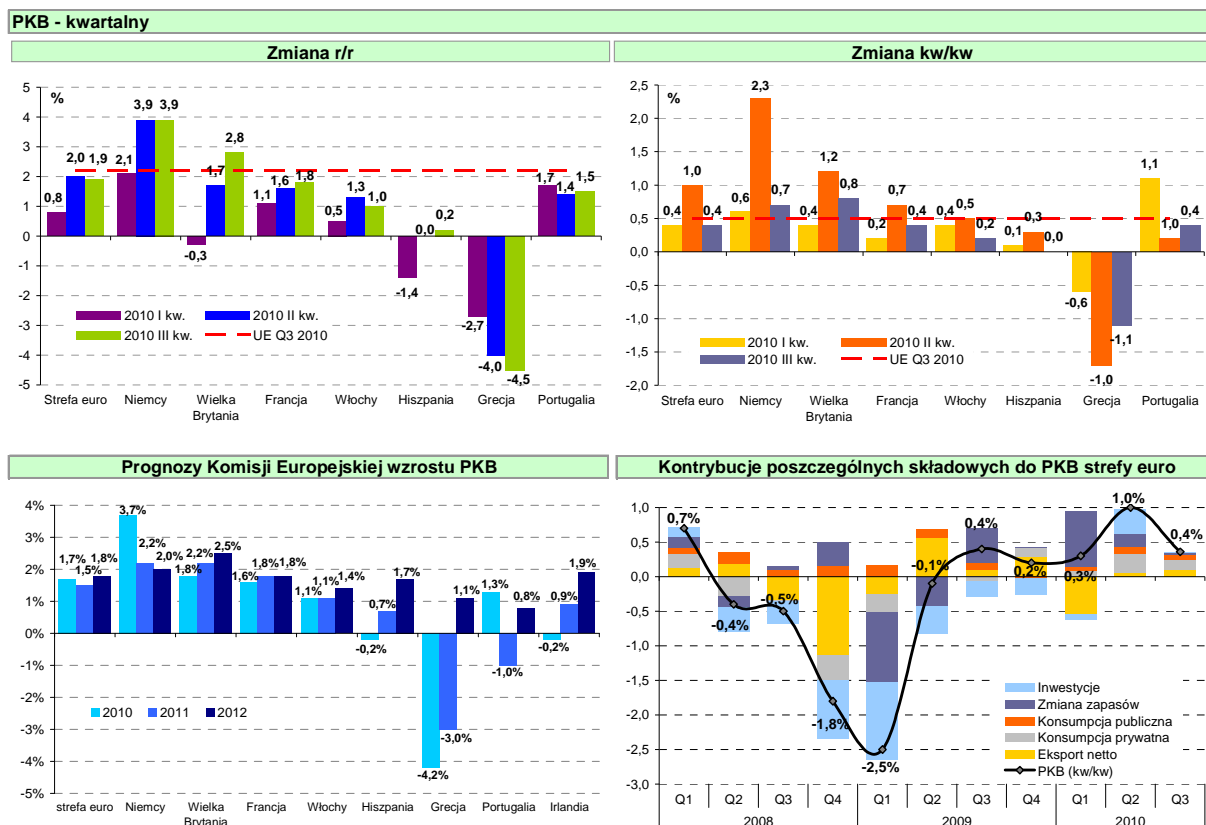 PKB - kwartalny
Zmiana r/r
5
4
3
2
1
0
-1
-2
-3
-4
-5
%
0,8
2,0
1,9
2,1
3,9
3,9
-0,3
1,7
2,8
1,1
1,6
1,8
0,5
1,3
1,0
-1,4
0,0
0,2
-2,7
-4,0
-4,5
1,7
1,4
1,5
2010 I kw.
2010 II kw.
2010 III kw.
UE Q3 2010
Strefa euro
Niemcy
Wielka
Brytania
Francja
Włochy
Hiszpania
Grecja
Portugalia
Zmiana kw/kw
2,5
2,0
1,5
1,0
0,5
0,0
-0,5
-1,0
-1,5
-2,0
%
0,4
1,0
0,4
0,6
2,3
0,7
0,4
1,2
0,8
0,2
0,7
0,4
0,4
0,5
0,2
0,1
0,3
0,0
-0,6
-1,0
-1,1
1,1
1,0
0,4
2010 I kw.
2010 II kw.
2010 III kw.
UE Q3 2010
Strefa euro
Niemcy
Wielka
Brytania
Francja
Włochy
Hiszpania
Grecja
Portugalia
Prognozy Komisji Europejskiej wzrostu PKB
4%
3%
2%
1%
0%
-1%
-2%
-3%
-4%
-5%
1,7%
1,5%
1,8%
3,7%
2,2%
2,0%
1,8%
2,2%
2,5%
1,6%
1,8%
1,8%
1,1%
1,1%
1,4%
-0,2%
0,7%
1,7%
-4,2%
-3,0%
1,1%
1,3%
-1,0%
0,8%
-0,2%
0,9%
1,9%
2010
2011
2012
strefa euro
Niemcy
Wielka
Brytania
Francja
Włochy
Hiszpania
Grecja
Portugalia
Irlandia
Kontrybucje poszczególnych składowych do PKB strefy euro
1,0
0,5
0,0
-0,5
-1,0
-1,5
-2,0
-2,5
-3,0
0,7%
-0,4%
-0,5%
-1,8%
-2,5%
-0,1%
0,4%
0,2%
0,3%
1,0%
0,4%
Inwestycje
Zmiana zapasów
Konsumpcja publiczna
Konsumpcja prywatna
Eksport netto
PKB (kw/kw)
Q1
Q2
Q3
Q4
Q1
Q2
Q3
Q4
Q1
Q2
Q3
2008
2009
2010